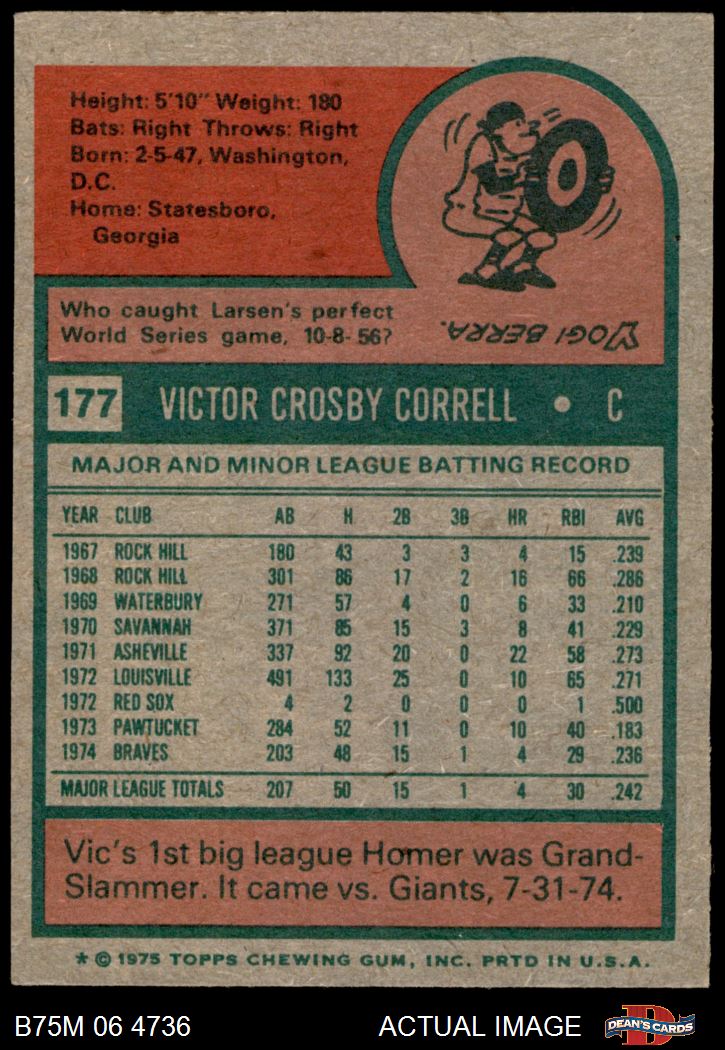 Height: 5'10" Weight: 180
Bats: Right Throws: Right
Born: 2-5-47, Washington,
D.C.
Home: Statesboro,
Georgia
Who caught Larsen's perfect
World Series game, 10-8-56?
YOGI BERRA.
177 VICTOR CROSBY CORRELL • C
MAJOR AND MINOR LEAGUE BATTING RECORD
YEAR CLUB AB H 2B 3B HR RBI AVG
1967 ROCK HILL 180 43 3 3 4 15 .239
1968 ROCK HILL 301 86 17 2 16 66 .286
1969 WATERBURY 271 57 4 0 6 33 .210
1970 SAVANNAH 371 85 15 3 8 41 .229
1971 ASHEVILLE 337 92 20 0 22 58 .273
1972 LOUISVILLE 491 133 25 0 10 65 .271
1972 RED SOX 4 2 0 0 0 1 .500
1973 PAWTUCKET 284 52 11 0 10 40 .183
1974 BRAVES 203 48 15 1 4 29 .236
MAJOR LEAGUE TOTALS 207 50 15 1 4 30 .242
Vic's 1st big league Homer was Grand-
Slammer. It came vs. Giants, 7-31-74.
* © 1975 TOPPS CHEWING GUM, INC. PRTD IN U.S.A.
B75M 06 4736 ACTUAL IMAGE
DEAN'S CARDS